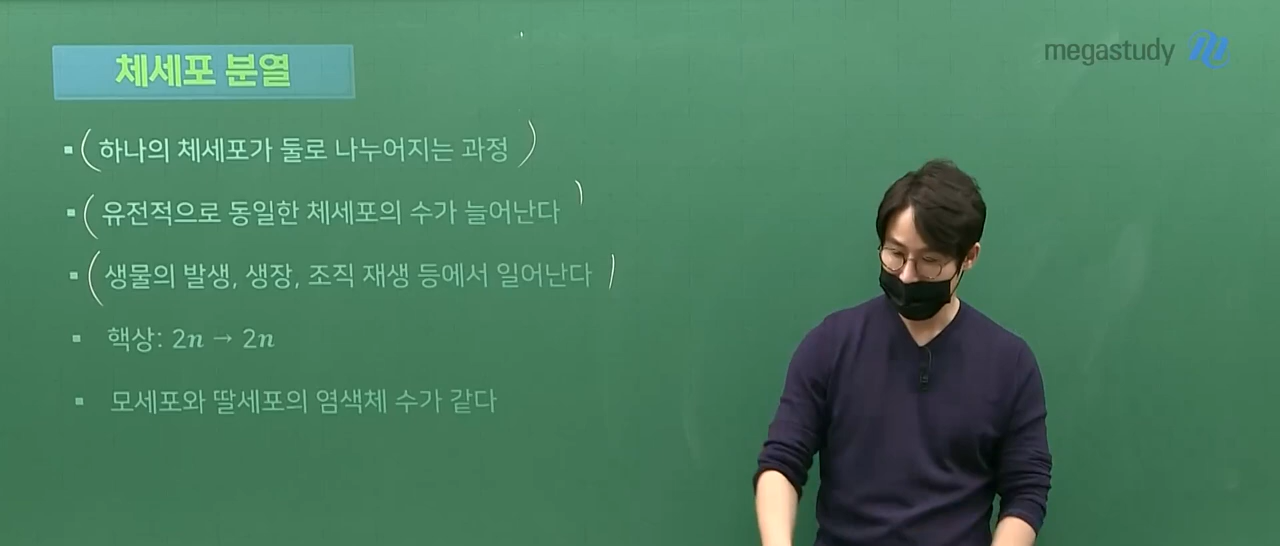 체세포 분열
megastudy
▪ (하나의 체세포가 둘로 나누어지는 과정)
▪ (유전적으로 동일한 체세포의 수가 늘어난다)
▪ (생물의 발생, 생장, 조직 재생 등에서 일어난다)
▪ 핵상: 2n → 2n
▪ 모세포와 딸세포의 염색체 수가 같다